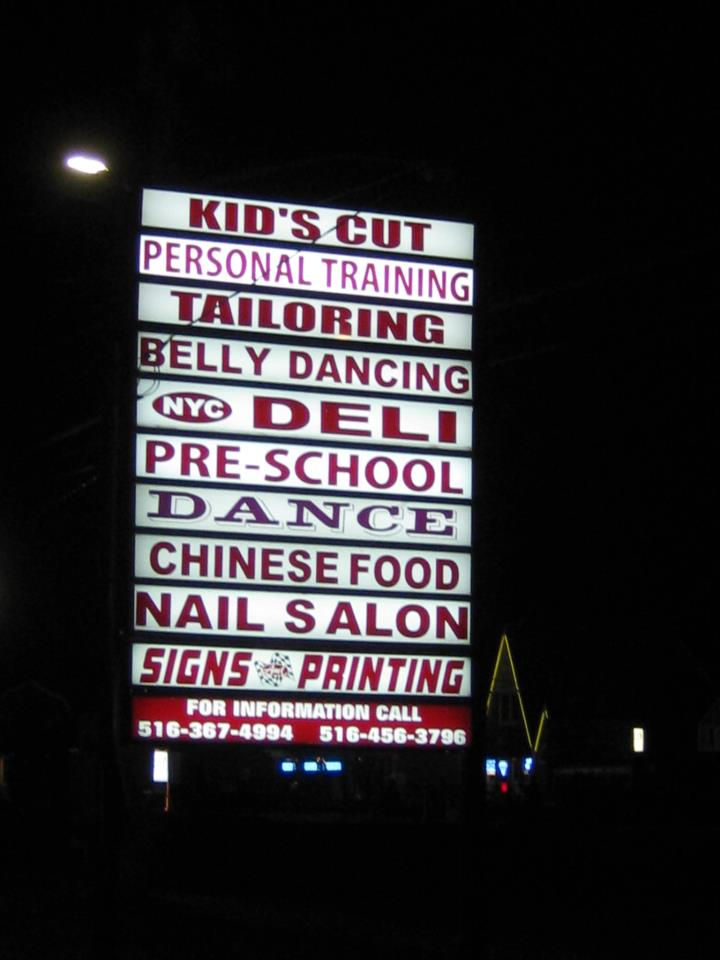 KID'S CUT
PERSONAL TRAINING
TAILORING
BELLY DANCING
NYC DELI
PRE-SCHOOL
DANCE
CHINESE FOOD
NAIL SALON
SIGNS PRINTING
FOR INFORMATION CALL
516-367-4994 516-456-3796